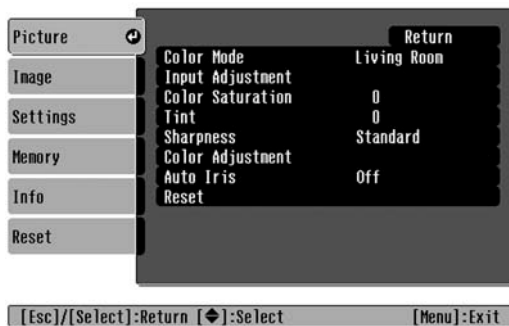 Picture
Image
Settings
Memory
Info
Reset
Return
Color Mode Living Room
Input Adjustment
Color Saturation 0
Tint 0
Sharpness Standard
Color Adjustment
Auto Iris Off
Reset
[Esc]/[Select]:Return [◆]:Select [Menu]:Exit